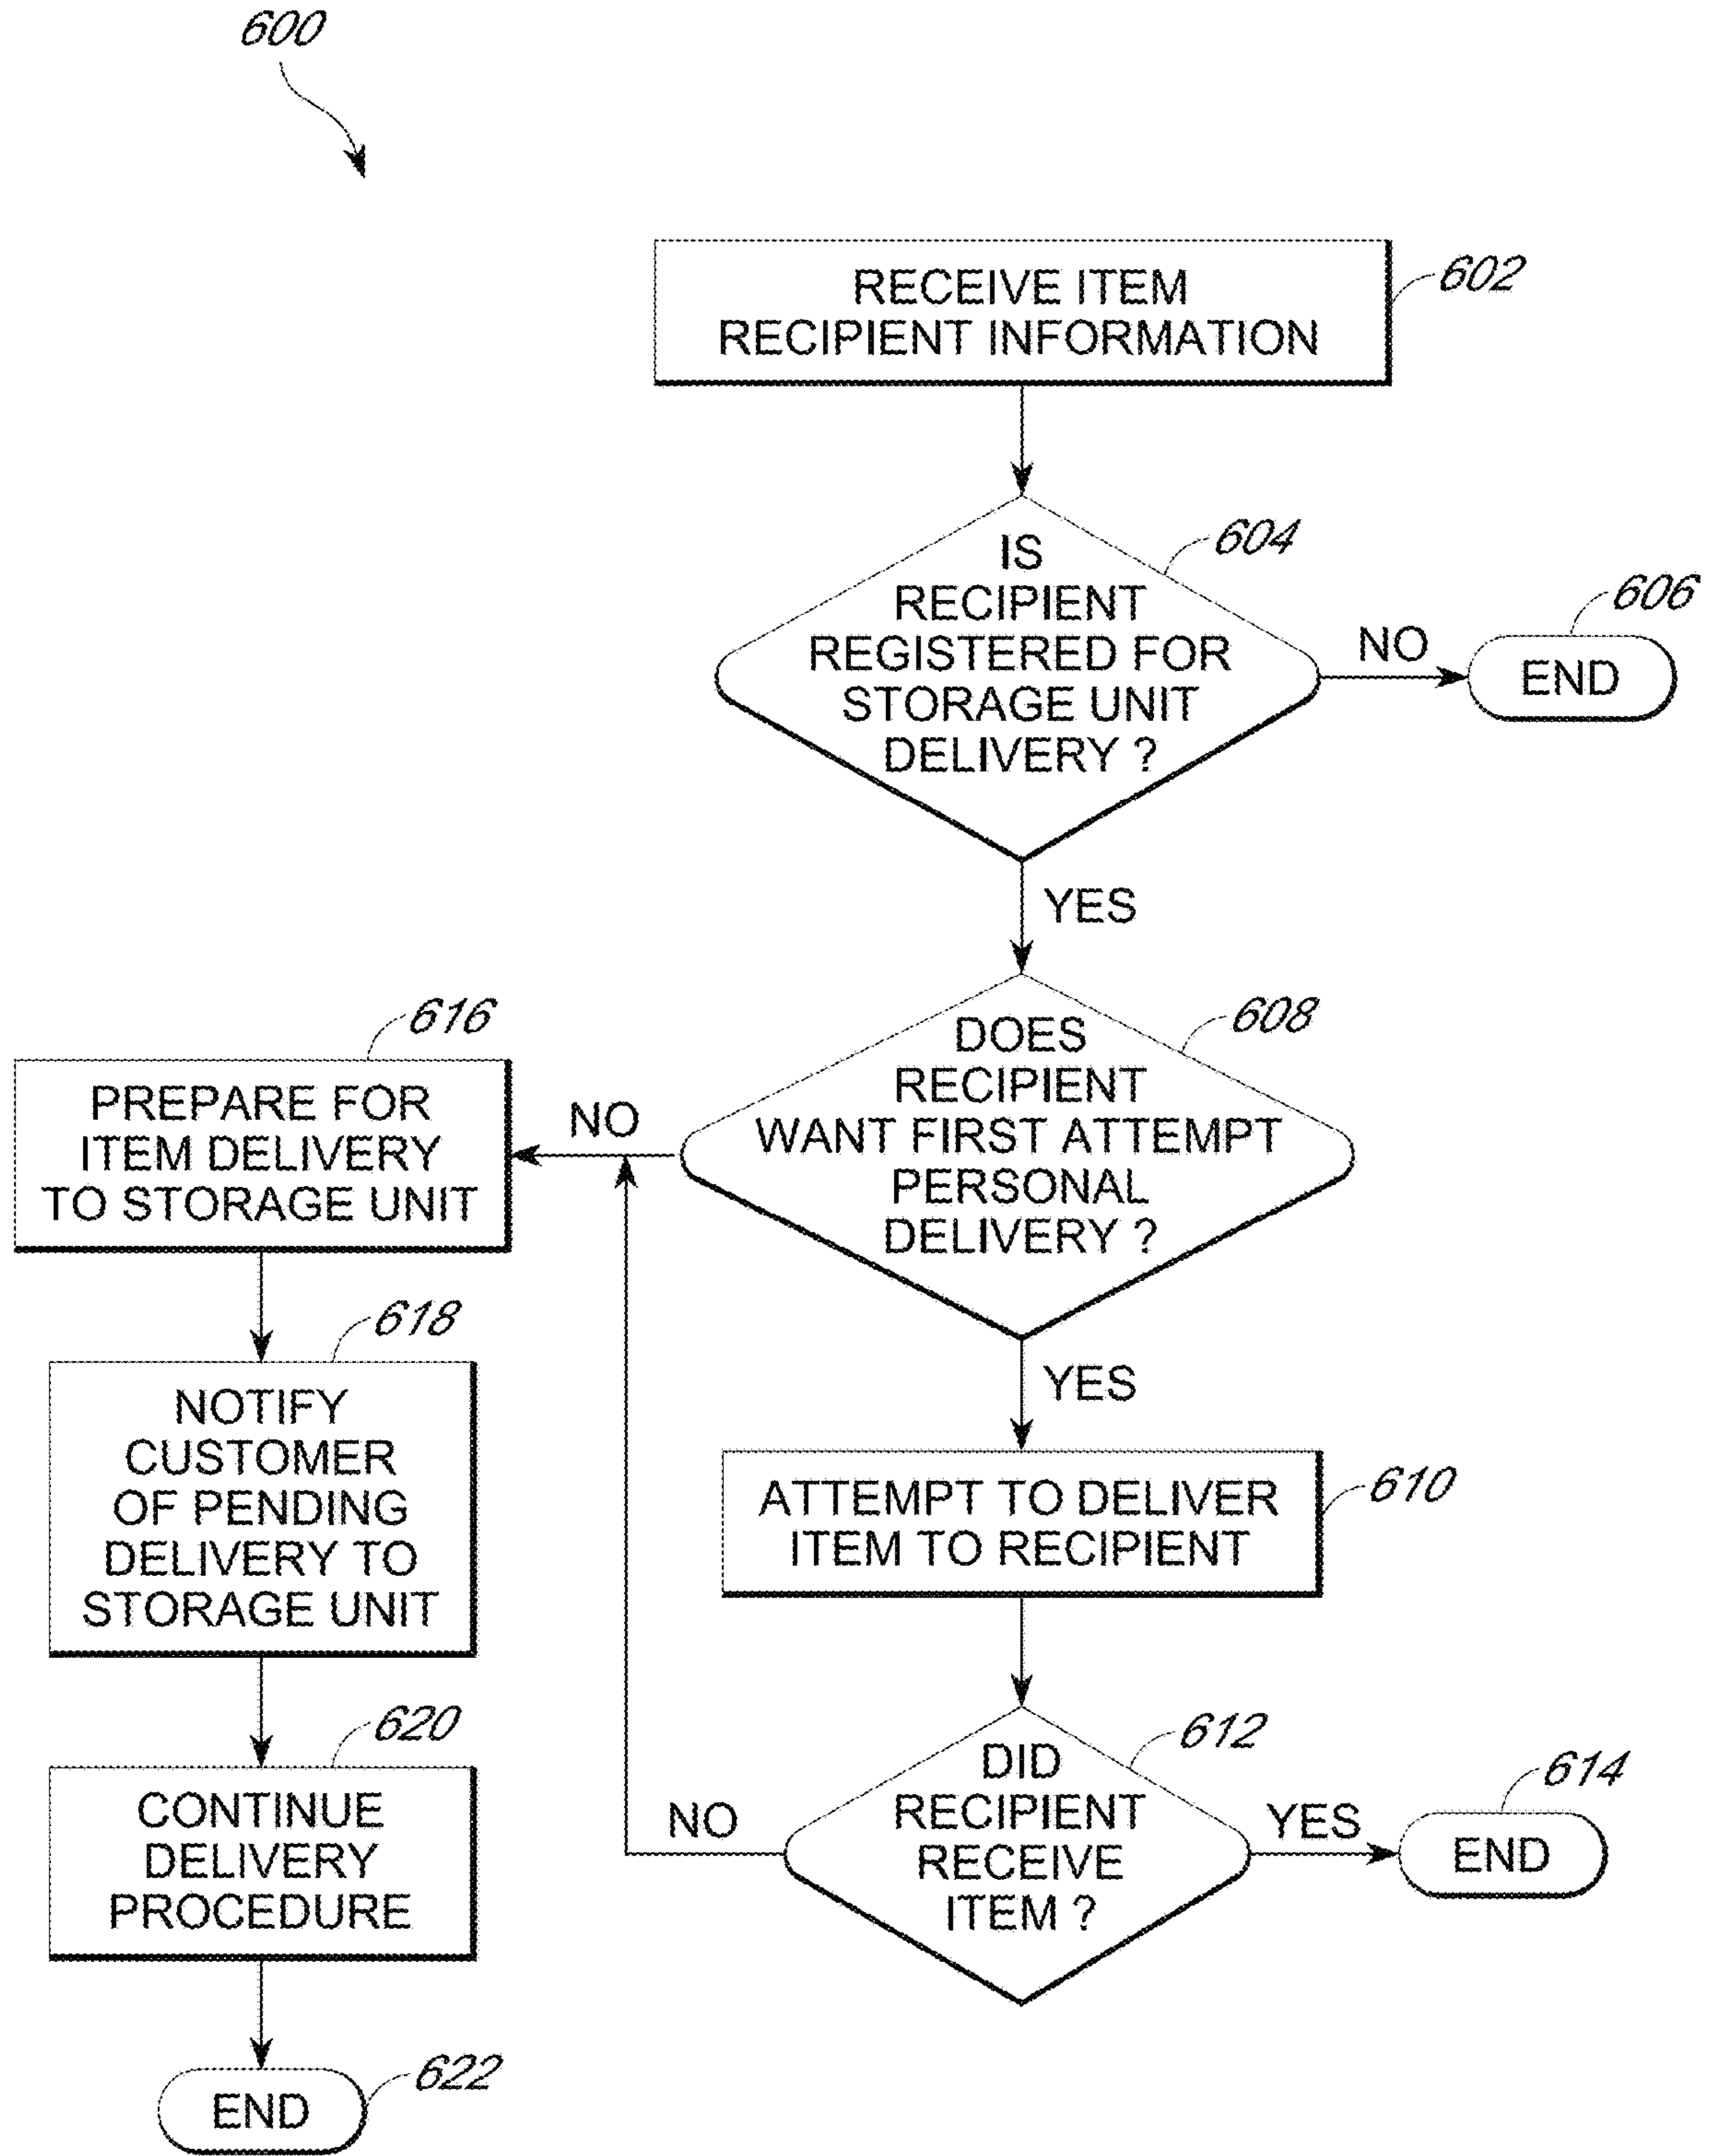 600
RECEIVE ITEM
RECIPIENT INFORMATION
602
IS
RECIPIENT
REGISTERED FOR
STORAGE UNIT
DELIVERY ?
604
NO
606
END
YES
DOES
RECIPIENT
WANT FIRST ATTEMPT
PERSONAL
DELIVERY ?
608
NO
616
PREPARE FOR
ITEM DELIVERY
TO STORAGE UNIT
618
NOTIFY
CUSTOMER
OF PENDING
DELIVERY TO
STORAGE UNIT
620
CONTINUE
DELIVERY
PROCEDURE
END
622
YES
ATTEMPT TO DELIVER
ITEM TO RECIPIENT
610
DID
RECIPIENT
RECEIVE
ITEM ?
612
NO
YES
614
END